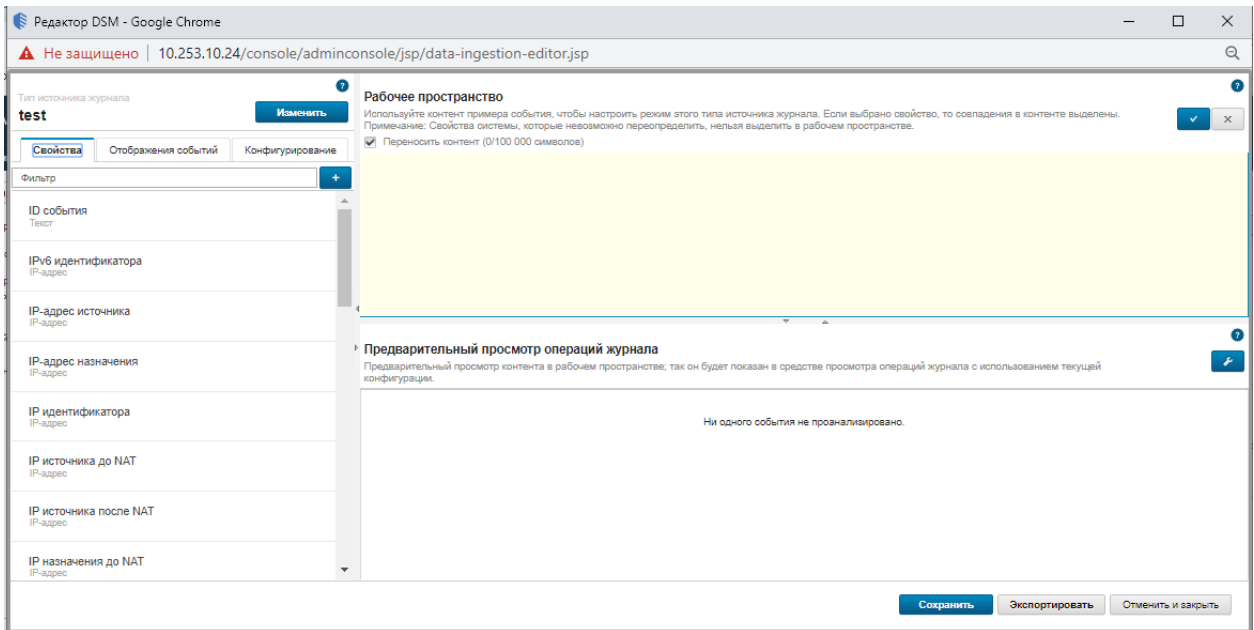 Редактор DSM - Google Chrome
Не защищено | 10.253.10.24/console/adminconsole/jsp/data-ingestion-editor.jsp
Тип источника журнала
test
Изменить
Свойства
Отображения событий
Конфигурирование
Фильтр
+
ID события
Текст
IPv6 идентификатора
IP-адрес
IP-адрес источника
IP-адрес
IP-адрес назначения
IP-адрес
IP идентификатора
IP-адрес
IP источника до NAT
IP-адрес
IP источника после NAT
IP-адрес
IP назначения до NAT
IP-адрес
Рабочее пространство
Используйте контент примера события, чтобы настроить режим этого типа источника журнала. Если выбрано свойство, то совпадения в контенте выделены.
Примечание: Свойства системы, которые невозможно переопределить, нельзя выделить в рабочем пространстве.
Переносить контент (0/100 000 символов)
Предварительный просмотр операций журнала
Предварительный просмотр контента в рабочем пространстве; так он будет показан в средстве просмотра операций журнала с использованием текущей
конфигурации.
Ни одного события не проанализировано.
Сохранить
Экспортировать
Отменить и закрыть